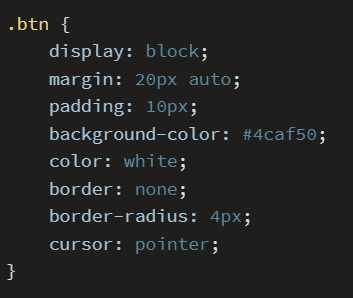 .btn {
    display: block;
    margin: 20px auto;
    padding: 10px;
    background-color: #4caf50;
    color: white;
    border: none;
    border-radius: 4px;
    cursor: pointer;
}